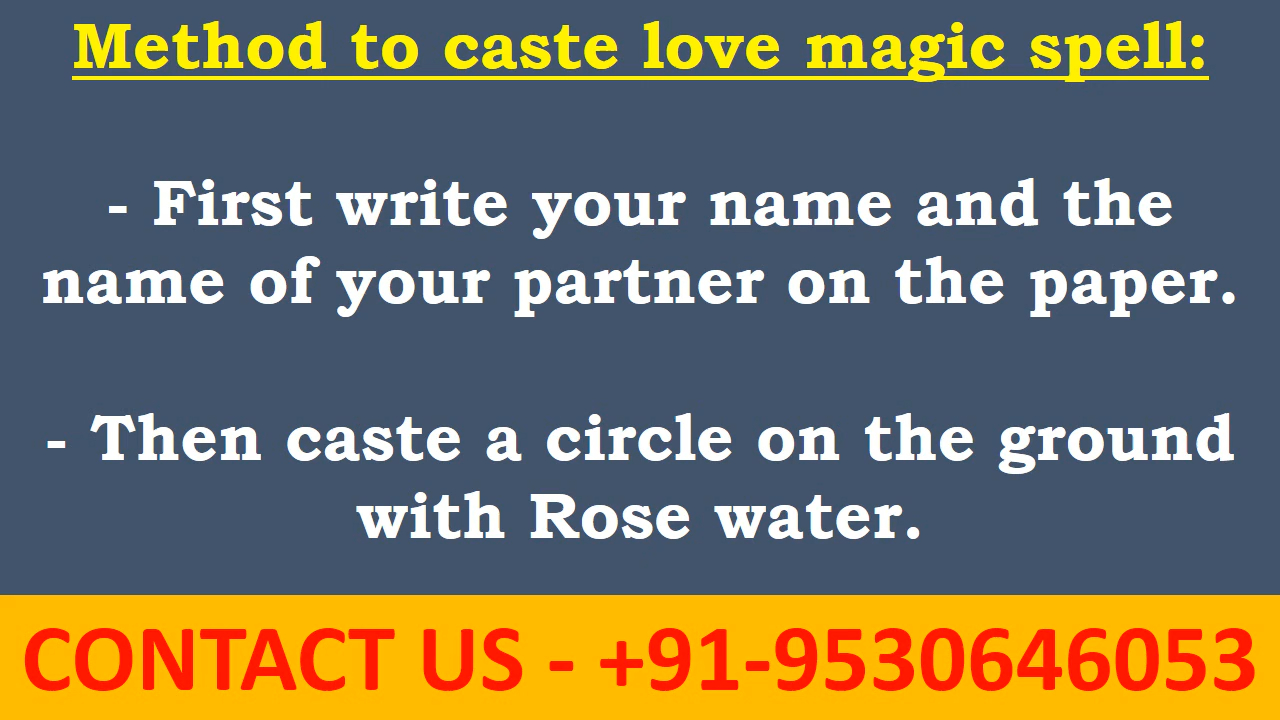 Method to caste love magic spell:
- First write your name and the
name of your partner on the paper.
- Then caste a circle on the ground
with Rose water.
CONTACT US - +91-9530646053